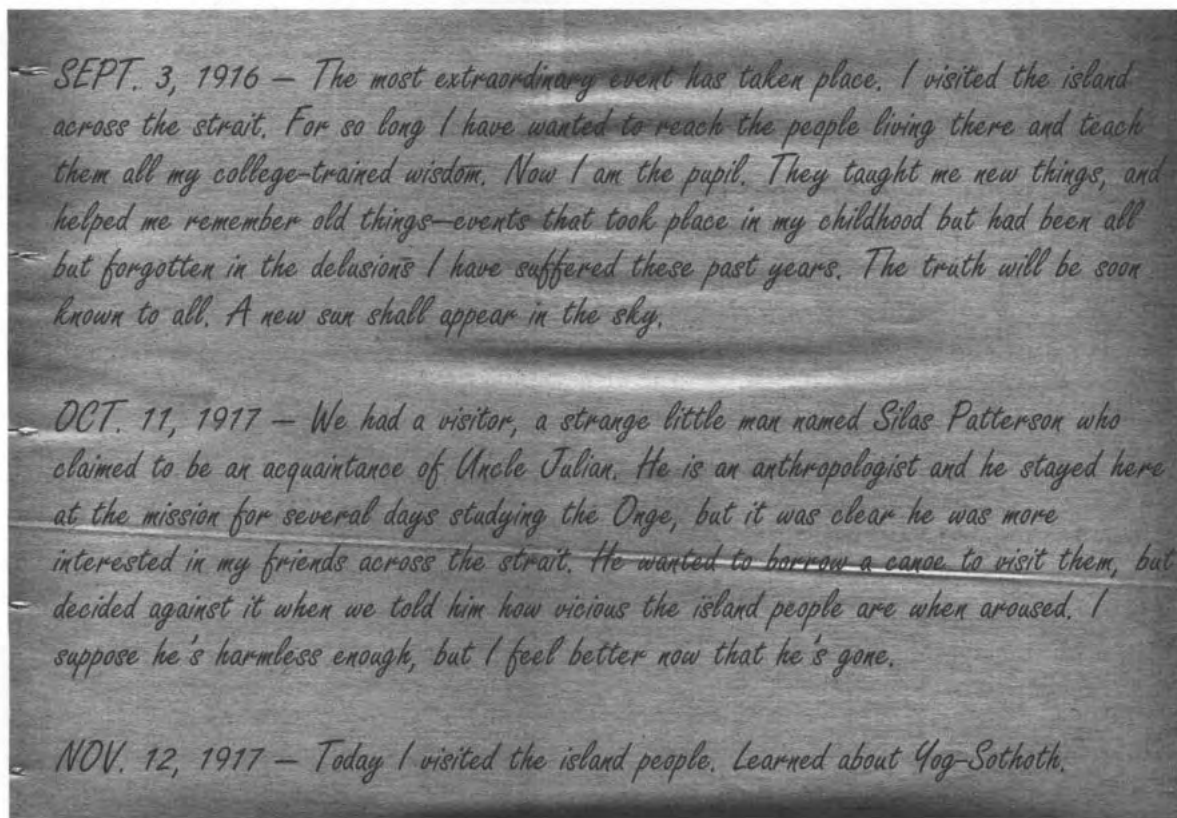 SEPT. 3, 1916 — The most extraordinary event has taken place. I visited the island
across the strait. For so long I have wanted to reach the people living there and teach
them all my college-trained wisdom. Now I am the pupil. They taught me new things, and
helped me remember old things—events that took place in my childhood but had been all
but forgotten in the delusions I have suffered these past years. The truth will be soon
known to all. A new sun shall appear in the sky.
OCT. 11, 1917 — We had a visitor, a strange little man named Silas Patterson who
claimed to be an acquaintance of Uncle Julian. He is an anthropologist and he stayed here
at the mission for several days studying the Onge, but it was clear he was more
interested in my friends across the strait. He wanted to borrow a canoe to visit them, but
decided against it when we told him how vicious the island people are when aroused. I
suppose he's harmless enough, but I feel better now that he's gone.
NOV. 12, 1917 — Today I visited the island people. Learned about Yog-Sothoth.